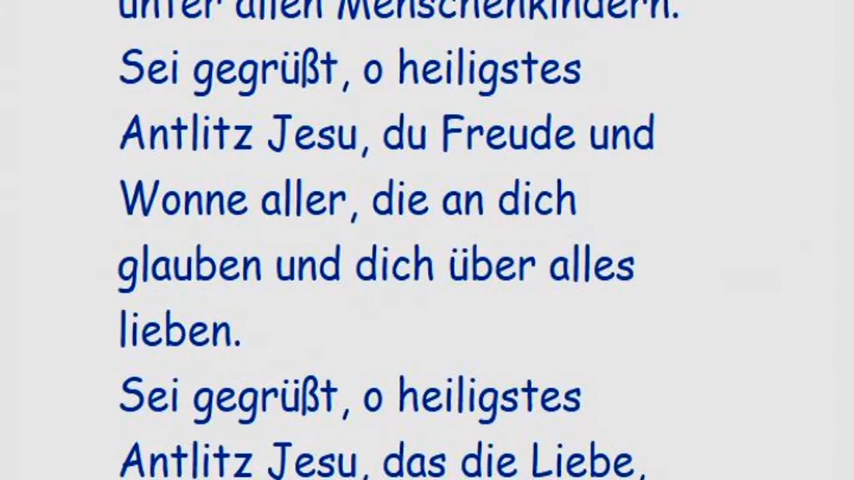 unter allen Menschenkindern.
Sei gegrüßt, o heiligstes
Antlitz Jesu, du Freude und
Wonne aller, die an dich
glauben und dich über alles
lieben.
Sei gegrüßt, o heiligstes
Antlitz Jesu, das die Liebe,